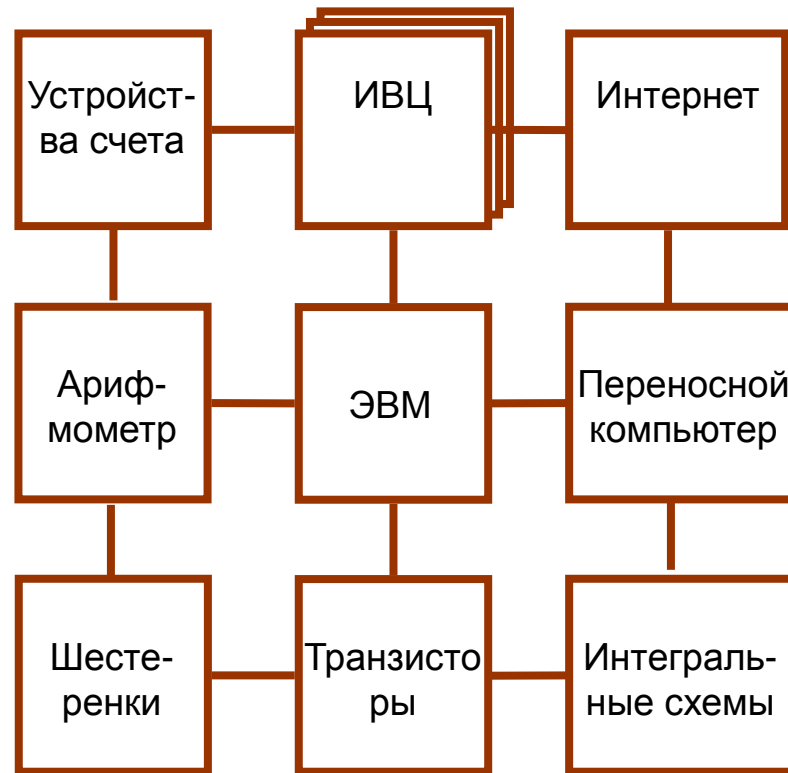 Устройст-
ва счета
ИВЦ
Интернет
Ариф-
мометр
ЭВМ
Переносной
компьютер
Шесте-
ренки
Транзисто
ры
Интеграль-
ные схемы